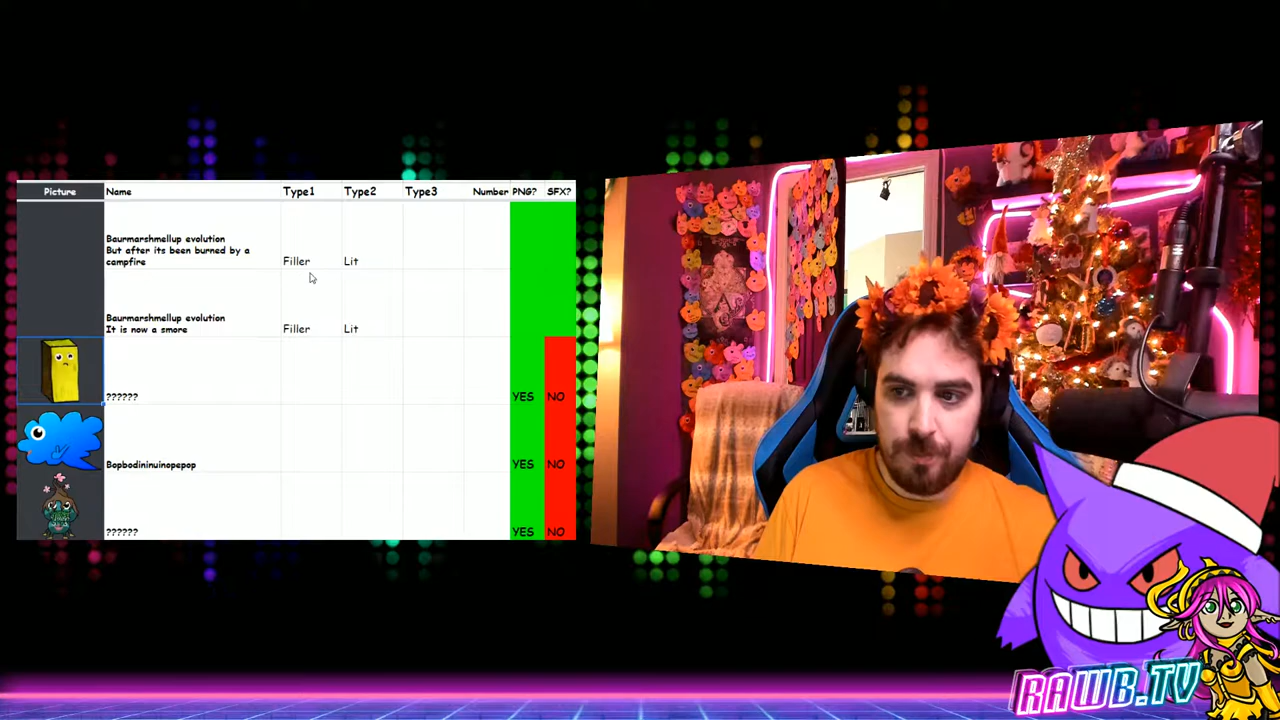 Picture Name Type1 Type2 Type3 Number PNG? SFX?
Baurmarshmellup evolution
But after its been burned by a
campfire Filler Lit
Baurmarshmellup evolution
It is now a smore Filler Lit
?????? YES NO
Bopbodininuinopepop YES NO
?????? YES NO
RAWB.TV